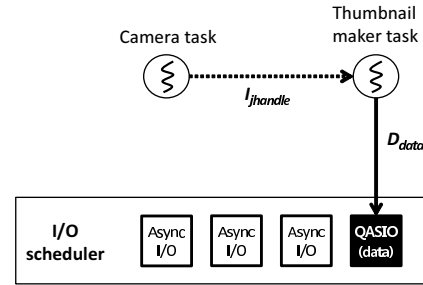 Camera task
Thumbnail
maker task
I_jhandle
D_data
I/O
scheduler
Async
I/O
Async
I/O
Async
I/O
QASIO
(data)